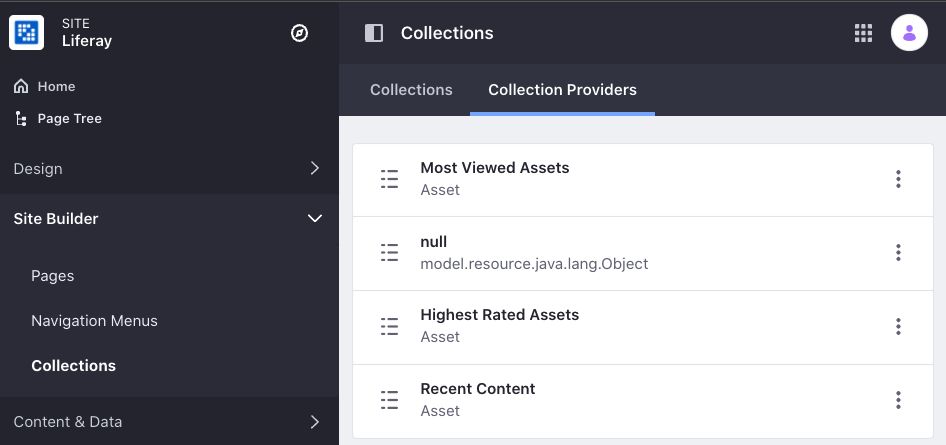 SITE
Liferay
Home
Page Tree
Design
Site Builder
Pages
Navigation Menus
Collections
Content & Data
Collections
Collections
Collection Providers
Most Viewed Assets
Asset
null
model.resource.java.lang.Object
Highest Rated Assets
Asset
Recent Content
Asset